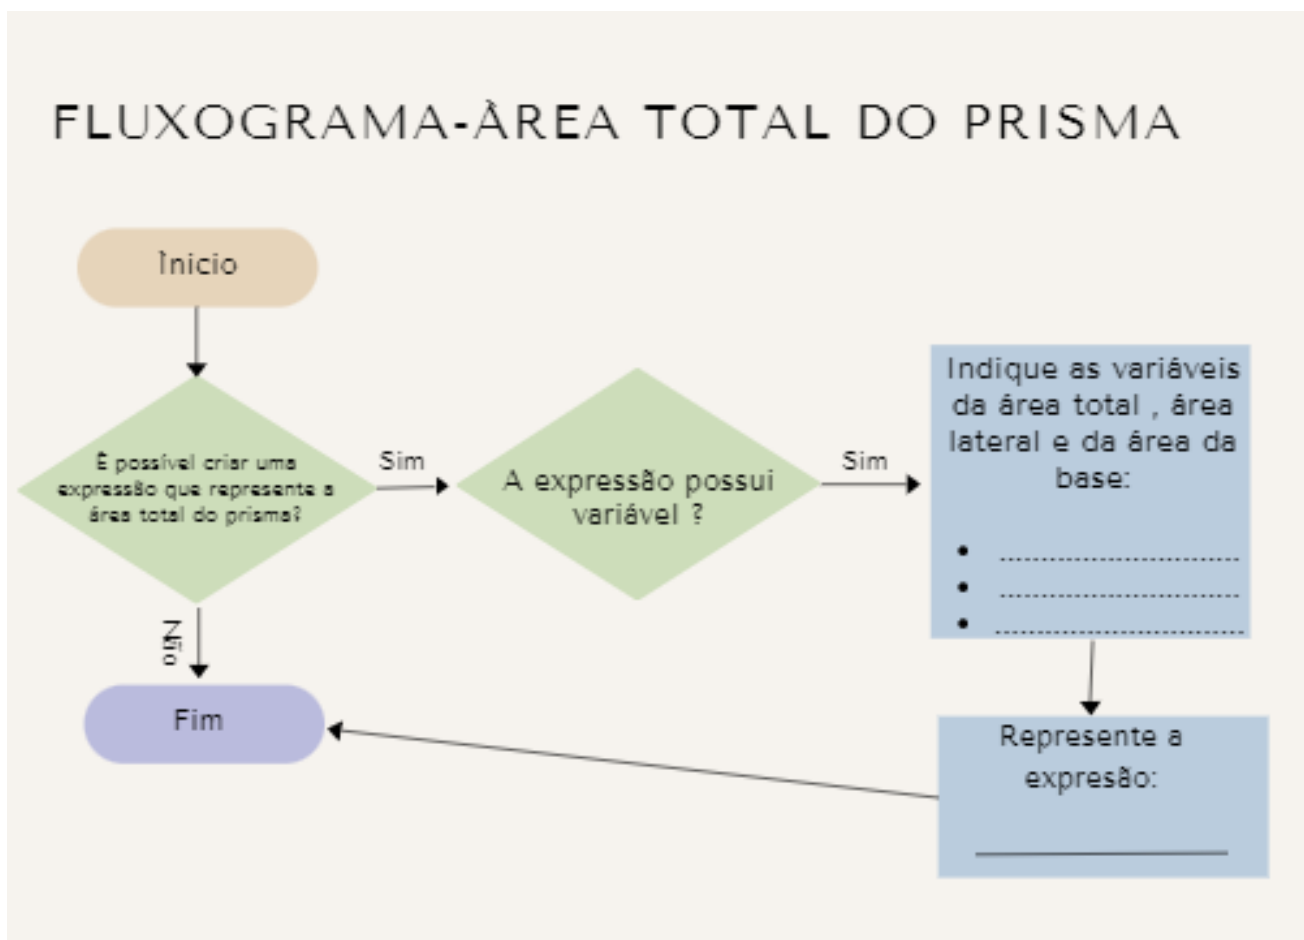 FLUXOGRAMA-ÀREA TOTAL DO PRISMA
Ìnicio
É possível criar uma
expressão que represente a
área total do prisma?
Sim
A expressão possui
variável ?
Sim
Indique as variáveis
da área total , área
lateral e da área da
base:
Não
Fim
Represente a
expresão: